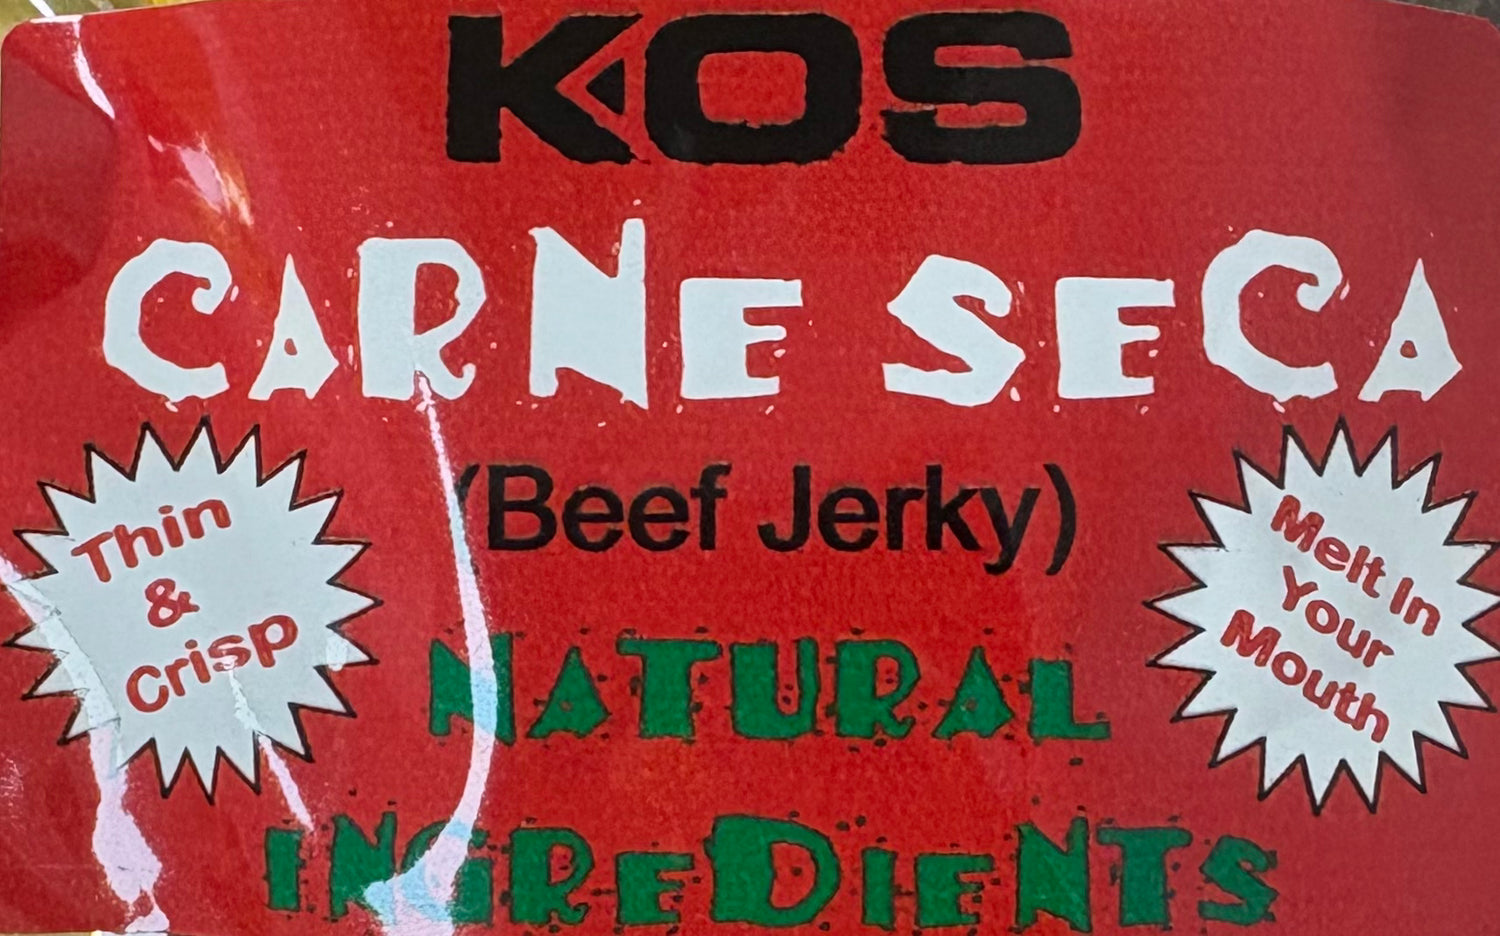 KOS
CARNE SECA
(Beef Jerky)
Thin
&
Crisp
Melt In
Your
Mouth
NATURAL
INGREDIENTS